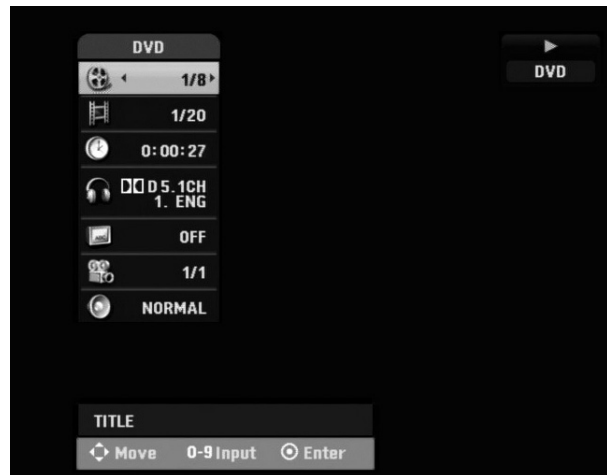 DVD
DVD
1/8
1/20
0:00:27
D 5.1CH
1. ENG
OFF
1/1
NORMAL
TITLE
Move 0-9 Input Enter